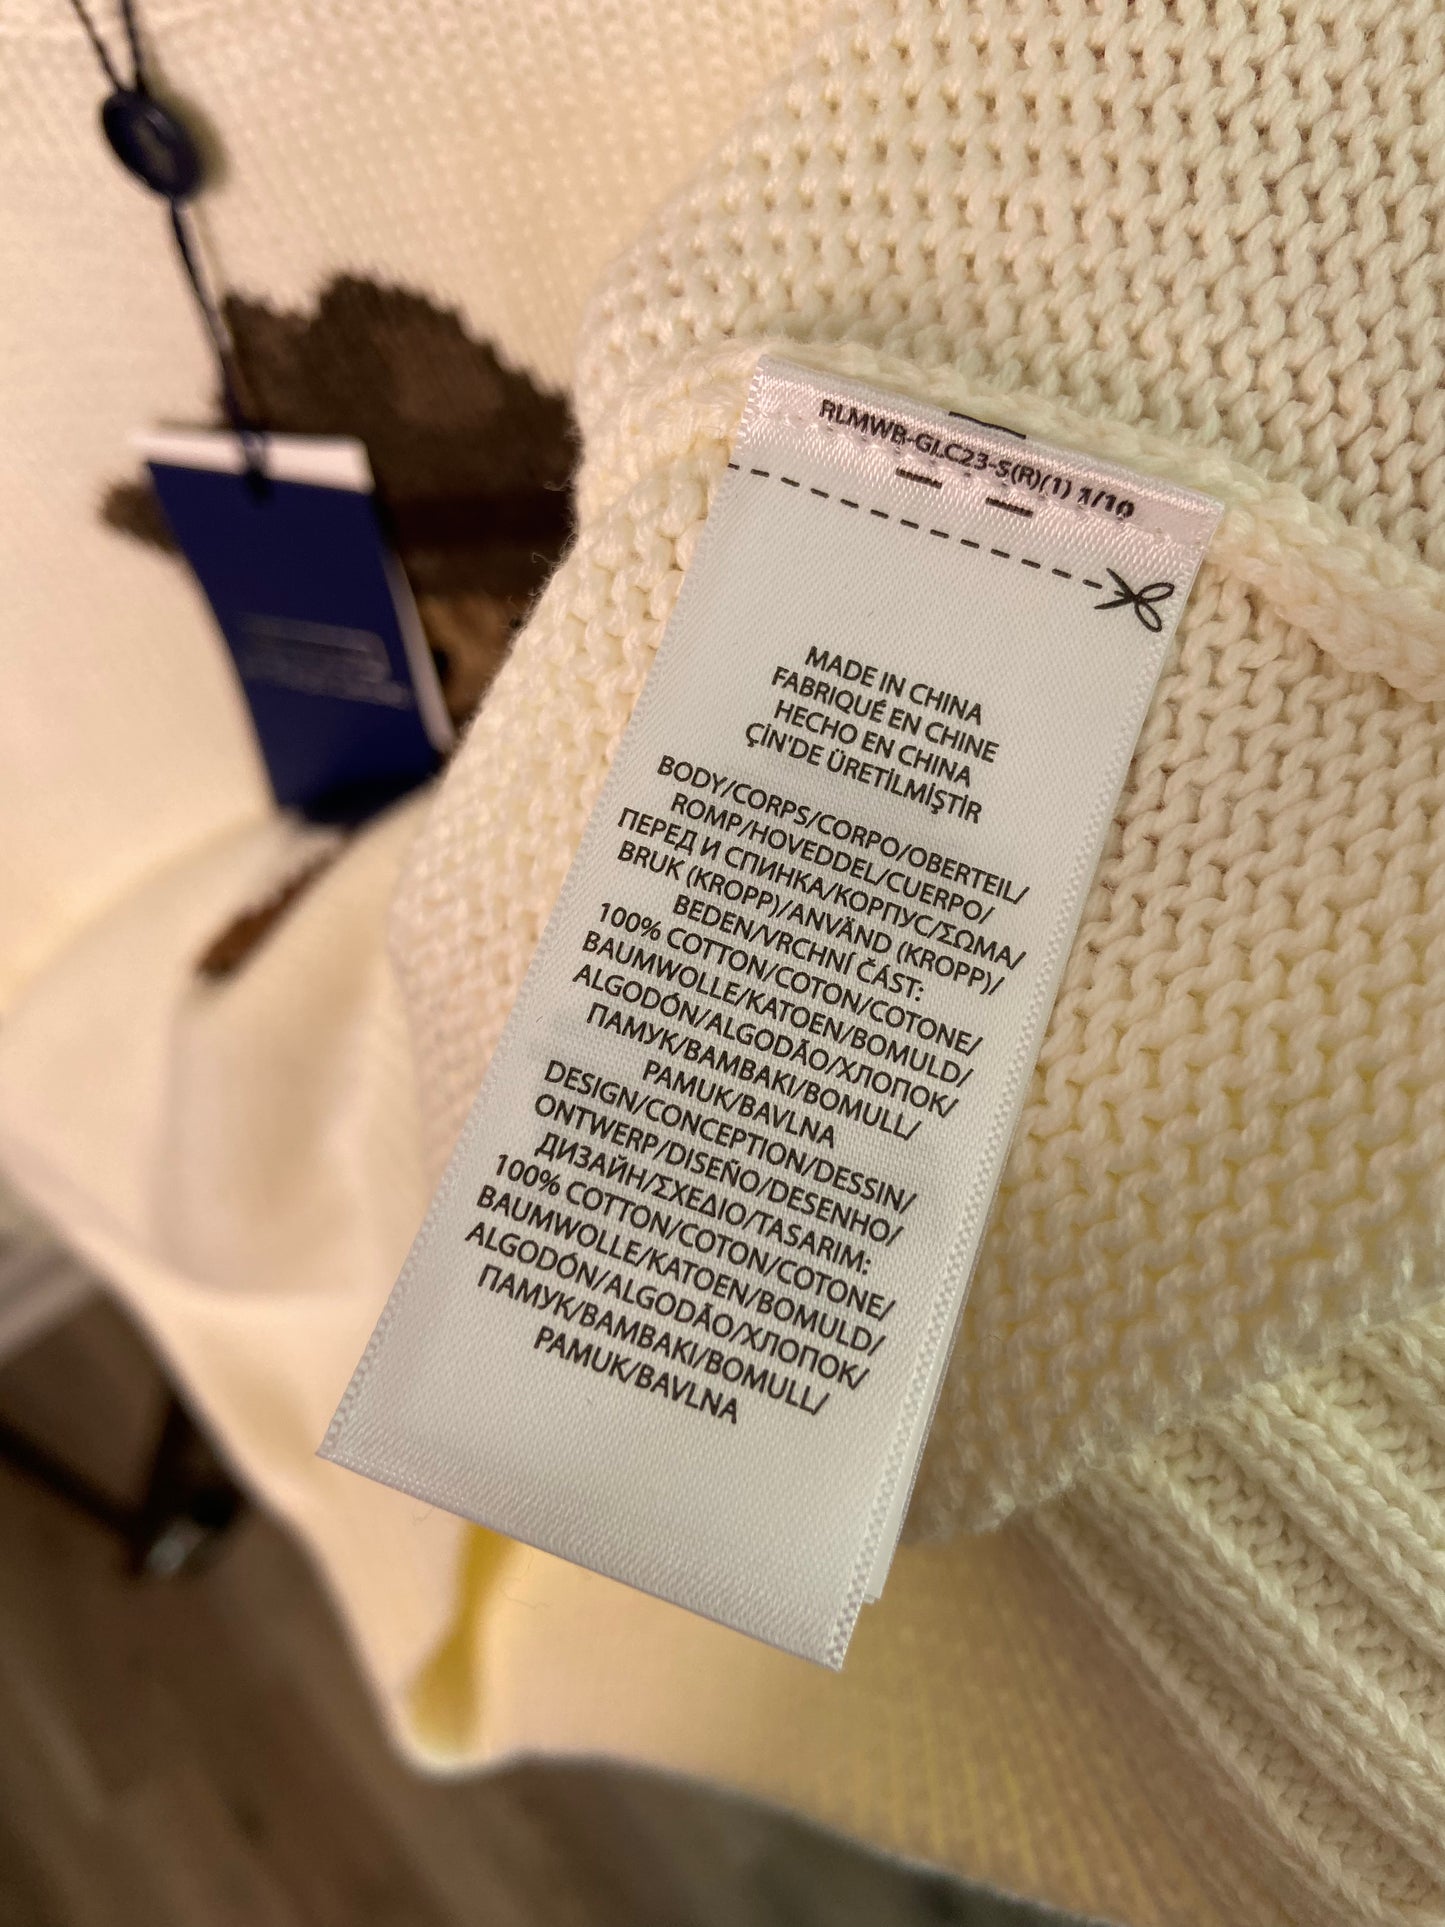 RLMWB-GLC23-S(R)(1) 1/10
MADE IN CHINA
FABRIQUÉ EN CHINE
HECHO EN CHINA
ÇİN'DE ÜRETİLMİŞTİR
BODY/CORPS/CORPO/OBERTEIL/
ROMP/HOVEDDEL/CUERPO/
ПЕРЕД И СПИНКА/КОРПУС/ΣΩΜΑ/
BRUK (KROPP)/ANVÄND (KROPP)/
BEDEN/VRCHNÍ ČÁST:
100% COTTON/COTON/COTONE/
BAUMWOLLE/KATOEN/BOMULD/
ALGODÓN/ALGODÃO/ХЛОПОК/
ПАМУК/ΒΑΜΒΑΚΙ/BOMULL/
PAMUK/BAVLNA
DESIGN/CONCEPTION/DESSIN/
ONTWERP/DISEÑO/DESENHO/
ДИЗАЙН/ΣΧΕΔΙΟ/TASARIM:
100% COTTON/COTON/COTONE/
BAUMWOLLE/KATOEN/BOMULD/
ALGODÓN/ALGODÃO/ХЛОПОК/
ПАМУК/ΒΑΜΒΑΚΙ/BOMULL/
PAMUK/BAVLNA